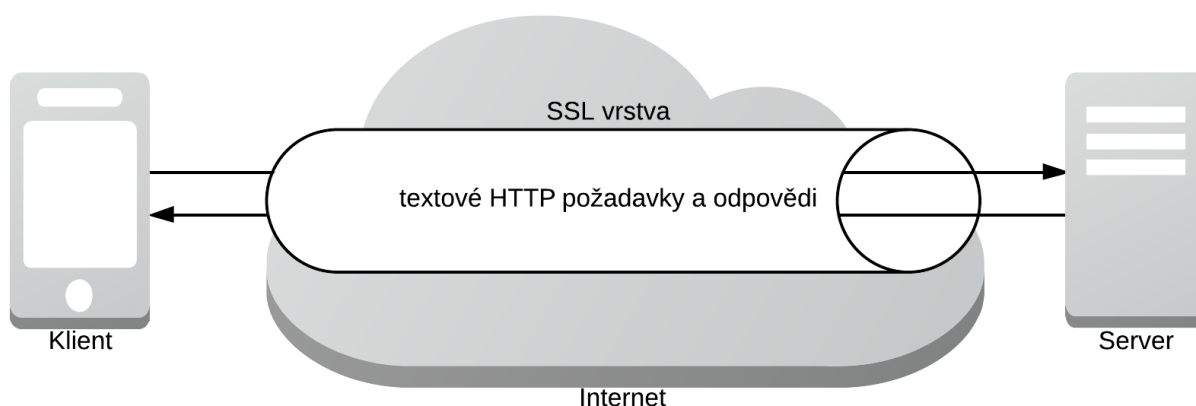 SSL vrstva
textové HTTP požadavky a odpovědi
Klient
Server
Internet